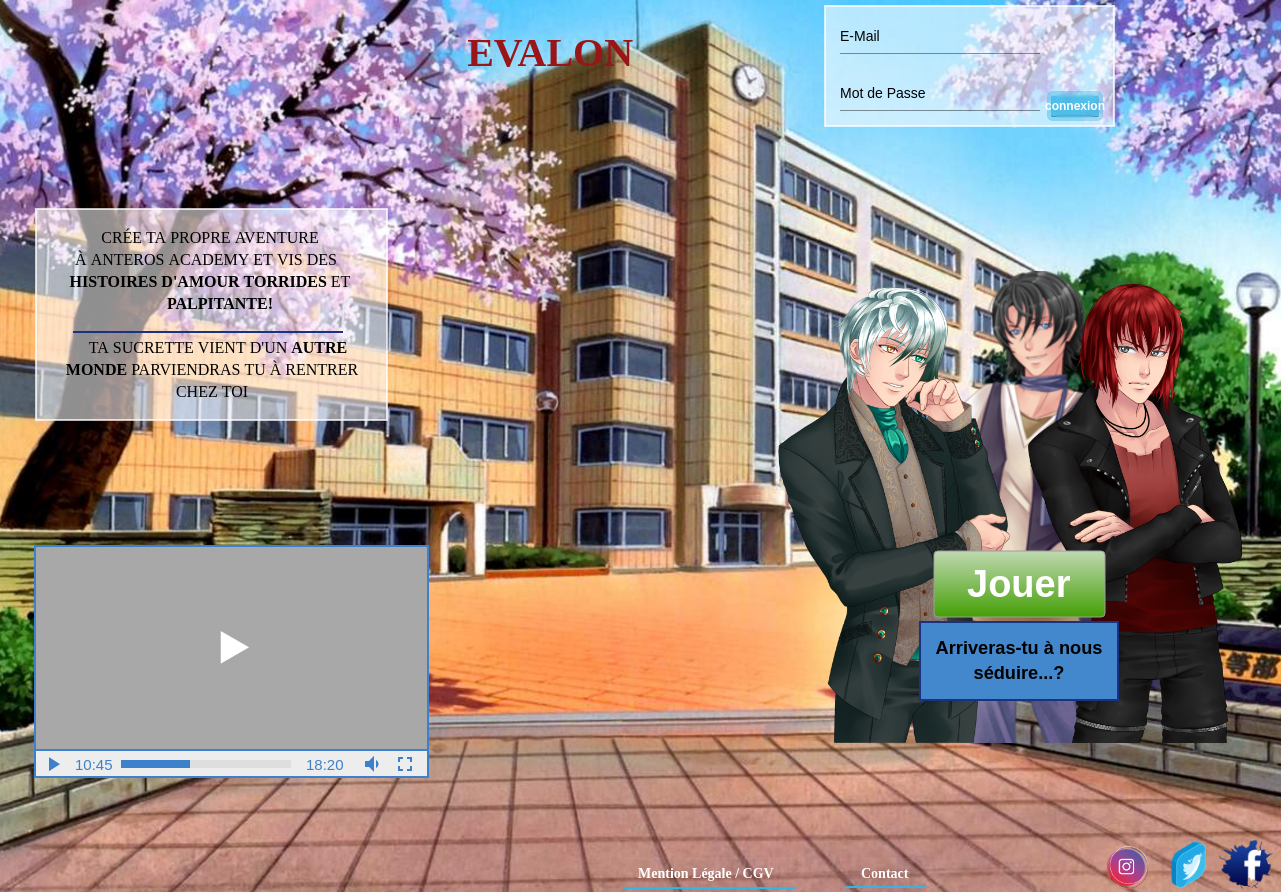 EVALON
E-Mail
Mot de Passe
connexion
CRÉE TA PROPRE AVENTURE
À ANTEROS ACADEMY ET VIS DES
HISTOIRES D'AMOUR TORRIDES ET
PALPITANTE!
TA SUCRETTE VIENT D'UN AUTRE
MONDE PARVIENDRAS TU À RENTRER
CHEZ TOI
Jouer
Arriveras-tu à nous
séduire...?
等部
10:45 18:20
Mention Légale / CGV Contact